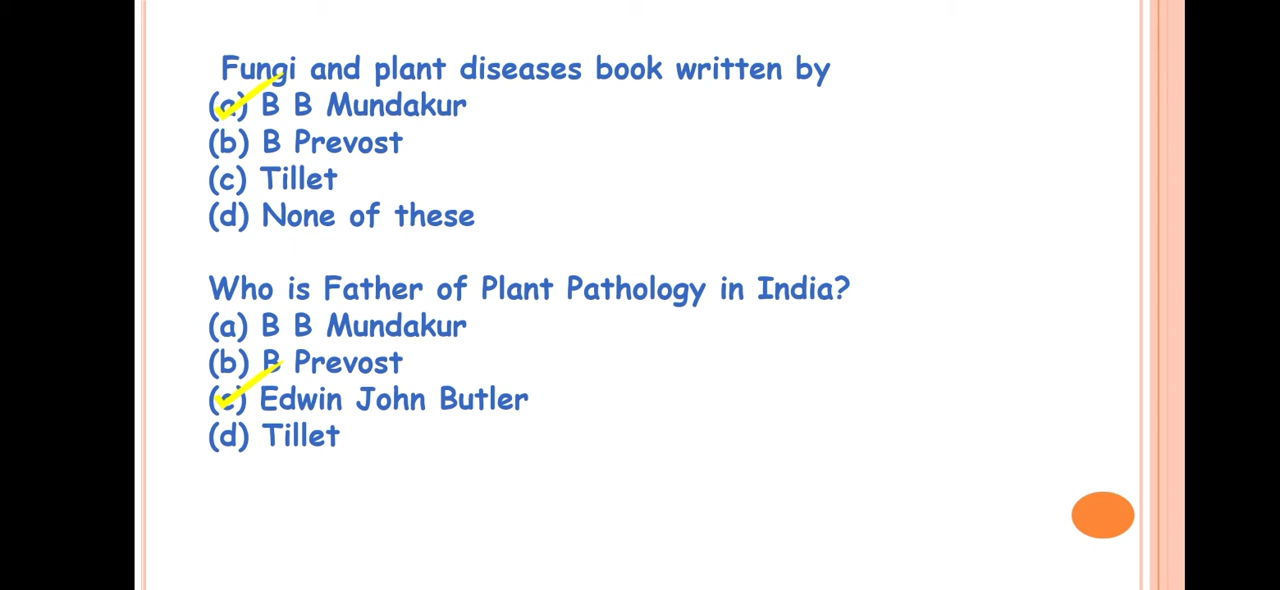 Fungi and plant diseases book written by
(a) B B Mundakur
(b) B Prevost
(c) Tillet
(d) None of these
Who is Father of Plant Pathology in India?
(a) B B Mundakur
(b) B Prevost
(c) Edwin John Butler
(d) Tillet